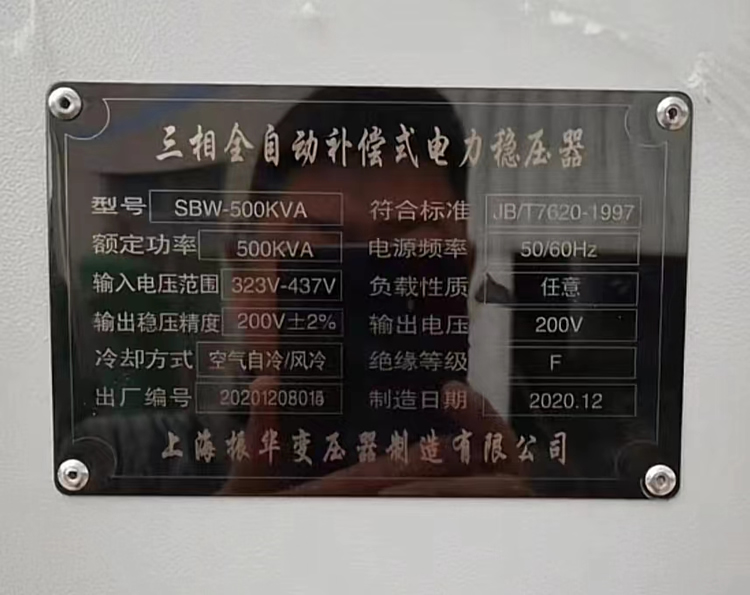 三相全自动补偿式电力稳压器
型号 SBW-500KVA 符合标准 JB/T7620-1997
额定功率 500KVA 电源频率 50/60Hz
输入电压范围 323V-437V 负载性质 任意
输出稳压精度 200V±2% 输出电压 200V
冷却方式 空气自冷/风冷 绝缘等级 F
出厂编号 制造日期 2020.12
上海振华变压器制造有限公司